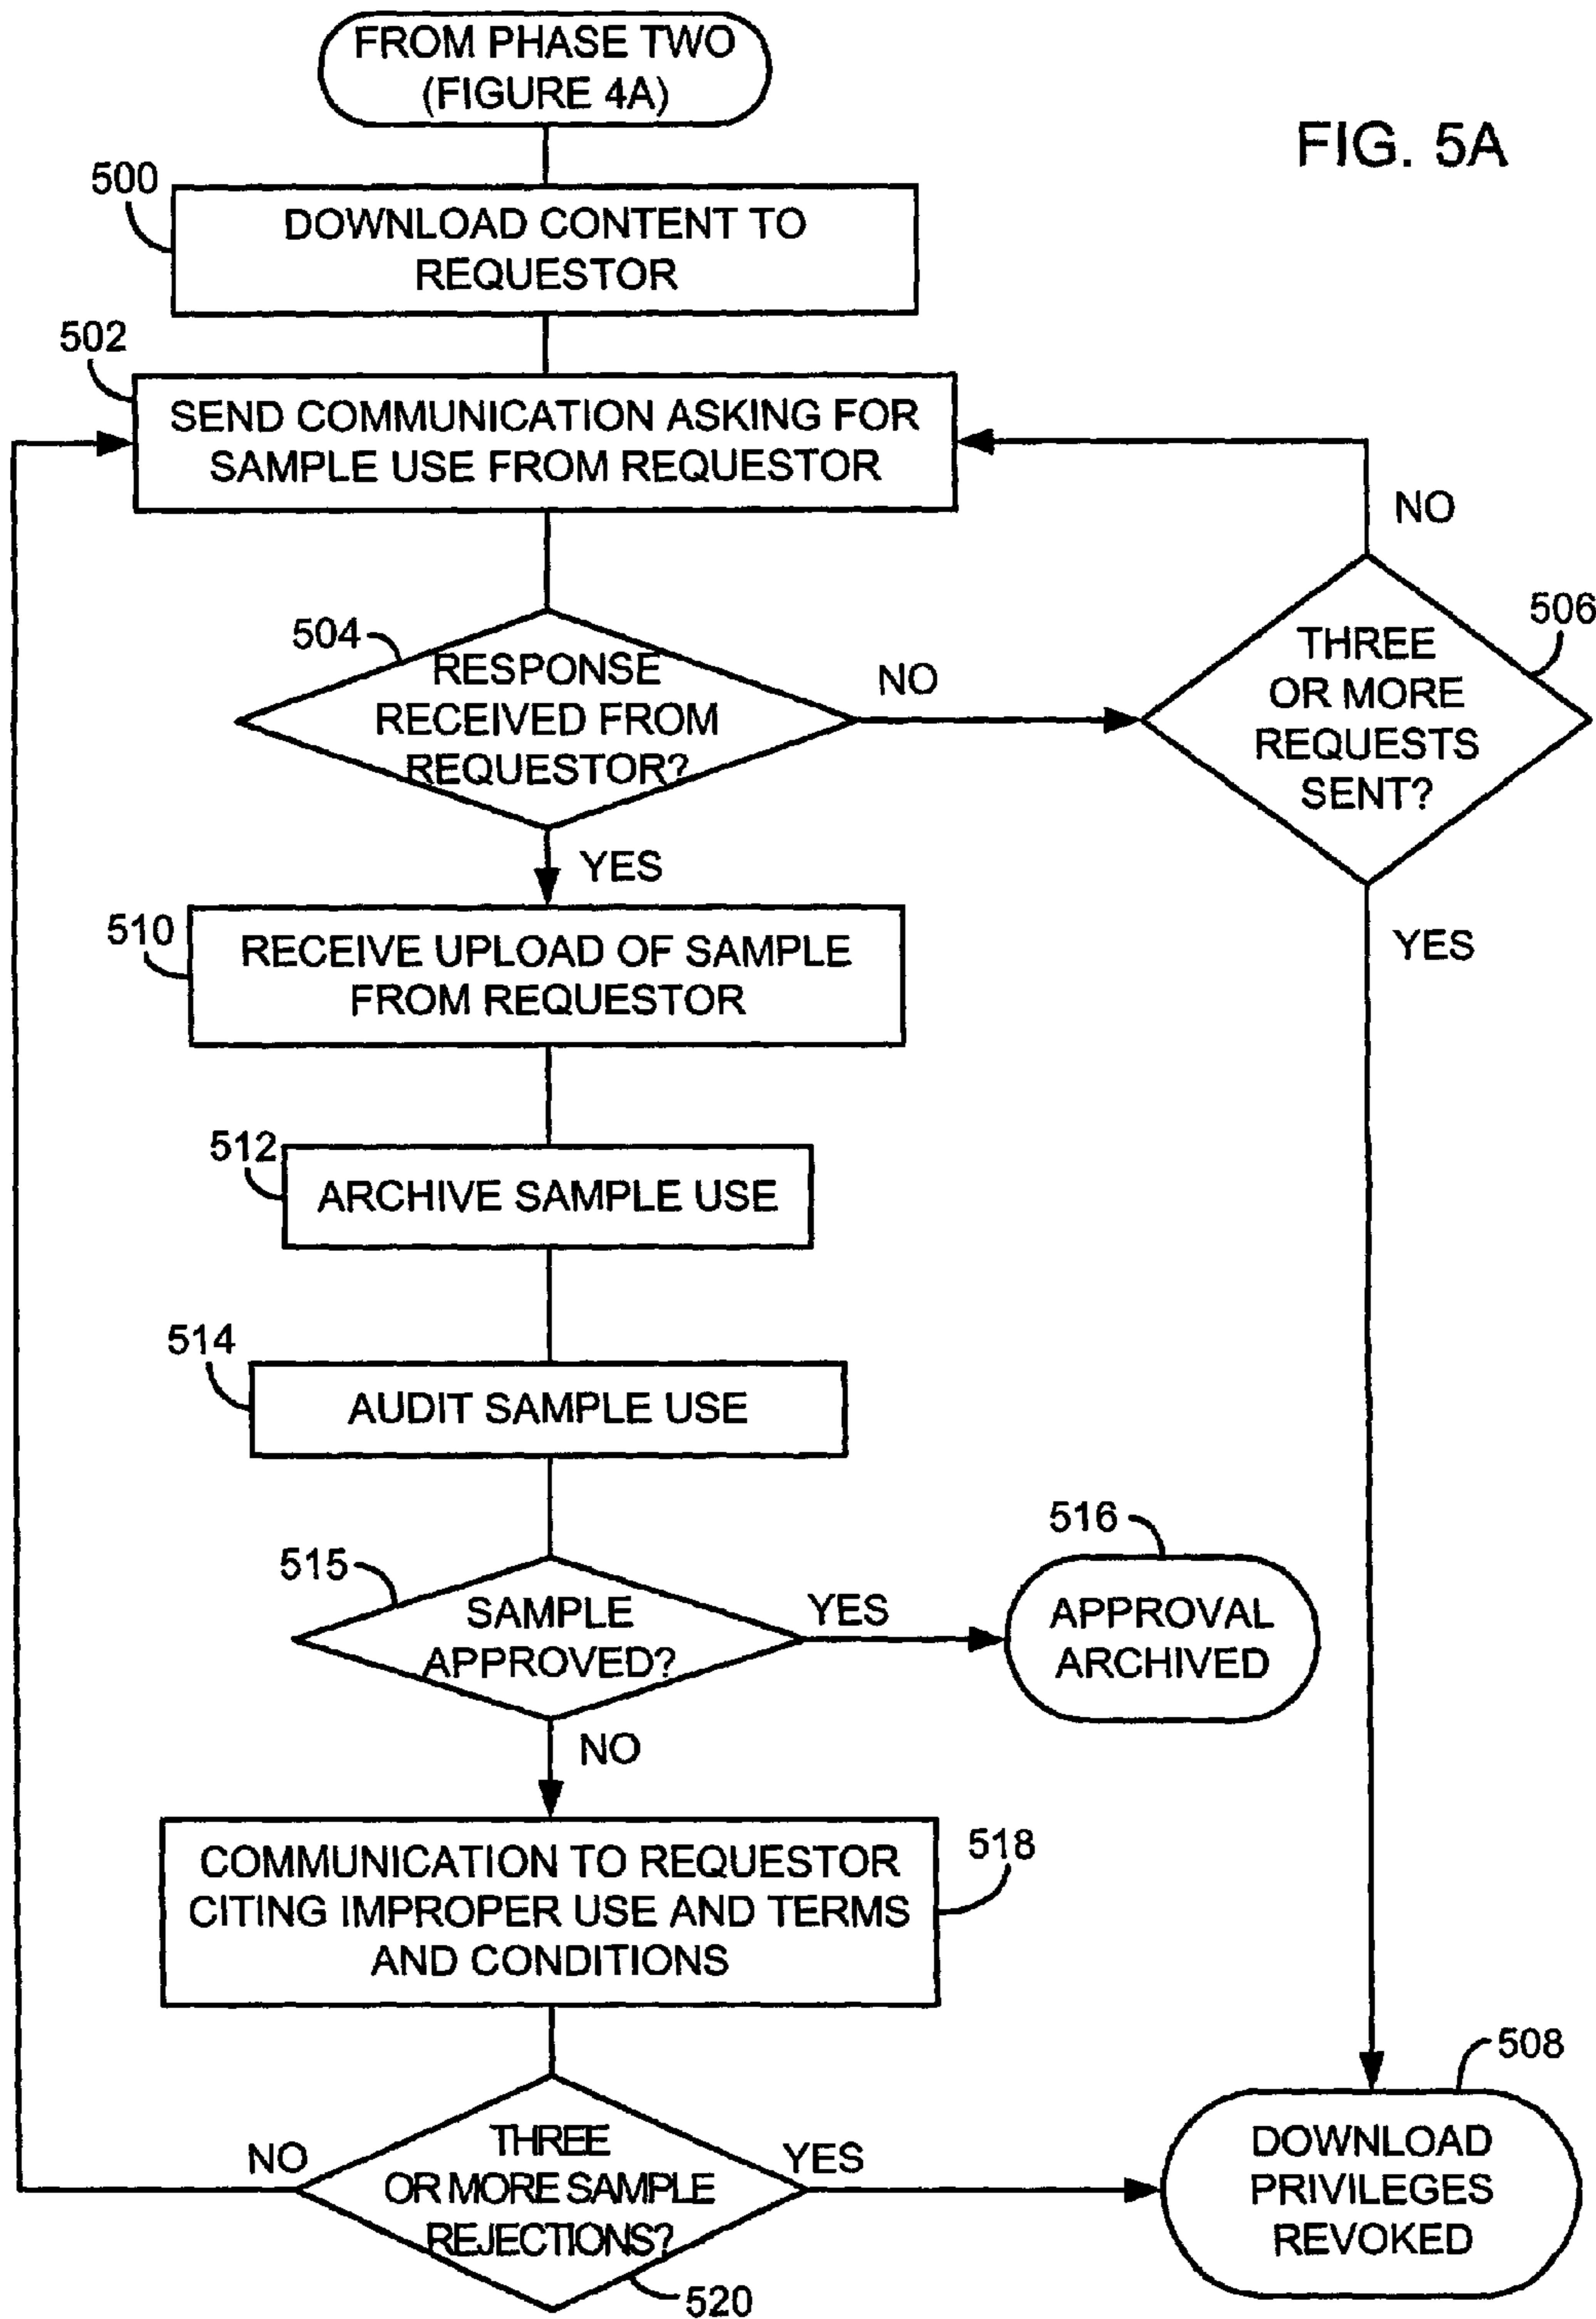 FROM PHASE TWO
(FIGURE 4A)
FIG. 5A
500
DOWNLOAD CONTENT TO
REQUESTOR
502
SEND COMMUNICATION ASKING FOR
SAMPLE USE FROM REQUESTOR
NO
504
RESPONSE
RECEIVED FROM
REQUESTOR?
NO
506
THREE
OR MORE
REQUESTS
SENT?
YES
YES
510
RECEIVE UPLOAD OF SAMPLE
FROM REQUESTOR
512
ARCHIVE SAMPLE USE
514
AUDIT SAMPLE USE
515
SAMPLE
APPROVED?
YES
516
APPROVAL
ARCHIVED
NO
518
COMMUNICATION TO REQUESTOR
CITING IMPROPER USE AND TERMS
AND CONDITIONS
NO
THREE
OR MORE SAMPLE
REJECTIONS?
520
YES
508
DOWNLOAD
PRIVILEGES
REVOKED